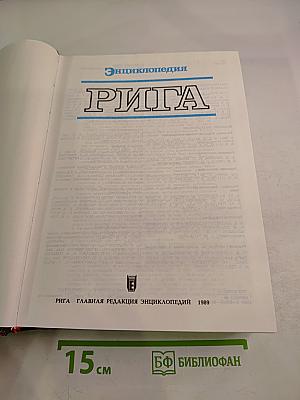 Энциклопедия
РИГА
РИГА ГЛАВНАЯ РЕДАКЦИЯ ЭНЦИКЛОПЕДИЙ 1989
15 см
БФ БИБЛИОФАН